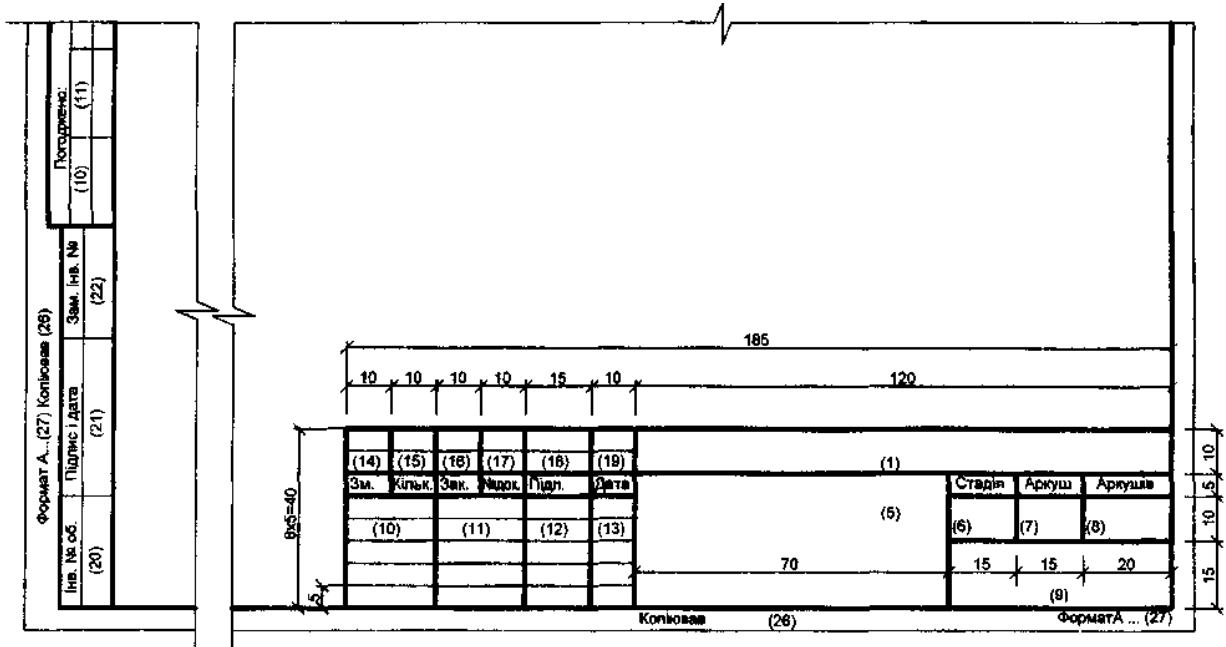 Погоджено:
(10) (11)
Зам. Інв. №
(22)
Підпис і дата
(21)
Інв. № об.
(20)
Формат А...(27) Копіював (26)
185
10 10 10 10 15 10 120
8x5=40
5
(14) (15) (16) (17) (18) (19) (1)
10
Зм. Кільк. Зак. №док. Підп. Дата Стадія Аркуш Аркушів
5
(10) (11) (12) (13) (5) (6) (7) (8)
10
70 15 15 20
15
(9)
Копіював (26) ФорматА ... (27)